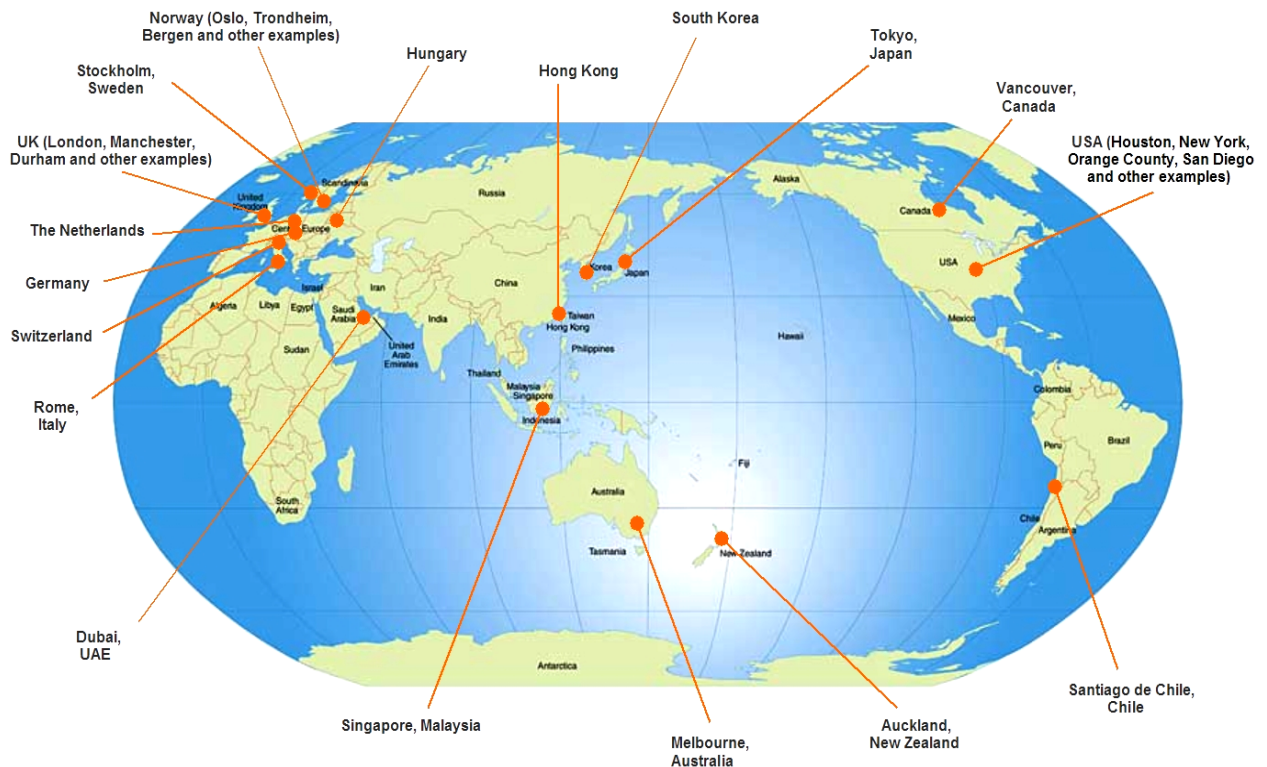 Norway (Oslo, Trondheim,
Bergen and other examples)
South Korea
Tokyo,
Japan
Hungary
Hong Kong
Stockholm,
Sweden
Vancouver,
Canada
UK (London, Manchester,
Durham and other examples)
USA (Houston, New York,
Orange County, San Diego
and other examples)
The Netherlands
Germany
Switzerland
Rome,
Italy
Dubai,
UAE
Singapore, Malaysia
Melbourne,
Australia
Auckland,
New Zealand
Santiago de Chile,
Chile
Scandinavia
United
Kingdom
Russia
Alaska
Canada
Europe
USA
Korea
Japan
China
Israel
Iran
Algeria
Libya
Egypt
Saudi
Arabia
India
Taiwan
Hong Kong
Mexico
Hawaii
United
Arab
Emirates
Sudan
Philippines
Thailand
Malaysia
Singapore
Indonesia
Colombia
Peru
Brazil
Fiji
Australia
South
Africa
Chile
Argentina
Tasmania
New Zealand
Antarctica